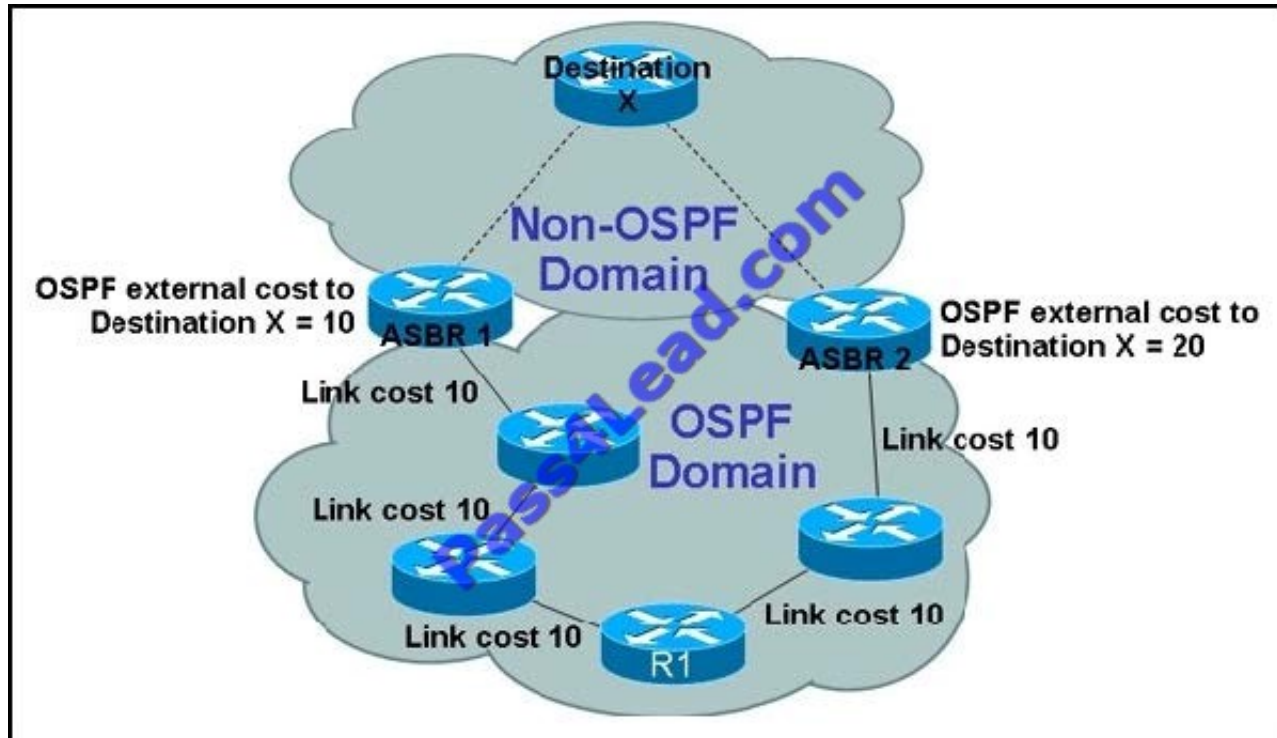 Destination
X
Non-OSPF
Domain
OSPF external cost to
Destination X = 10
ASBR 1
OSPF external cost to
Destination X = 20
ASBR 2
Link cost 10
OSPF
Domain
Link cost 10
Link cost 10
Link cost 10
Link cost 10
R1
Pass4Lead.com